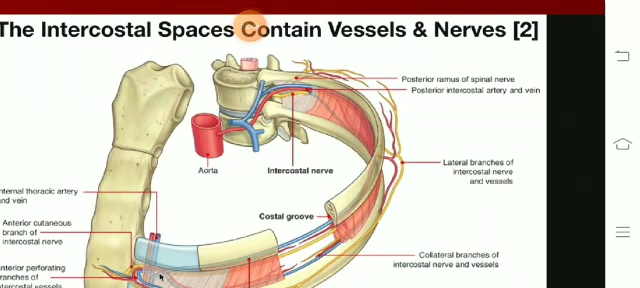 The Intercostal Spaces Contain Vessels & Nerves [2]
Posterior ramus of spinal nerve
Posterior intercostal artery and vein
Aorta
Intercostal nerve
Lateral branches of
intercostal nerve
and vessels
nternal thoracic artery
and vein
Costal groove
Anterior cutaneous
branch of
intercostal nerve
Collateral branches of
intercostal nerve and vessels
nterior perforating
branches of